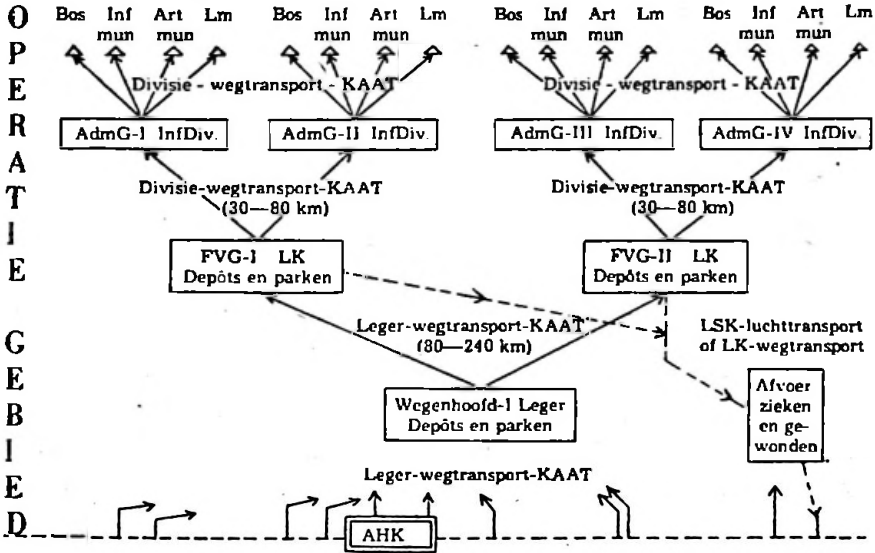 OPERATIE GEBIED
Bos Inf mun Art mun Lm
Bos Inf mun Art mun Lm
Bos Inf mun Art mun Lm
Bos Inf mun Art mun Lm
Divisie - wegtransport - KAAT
Divisie - wegtransport - KAAT
AdmG-I InfDiv.
AdmG-II InfDiv.
AdmG-III InfDiv.
AdmG-IV InfDiv.
Divisie-wegtransport-KAAT
(30—80 km)
Divisie-wegtransport-KAAT
(30—80 km)
FVG-I LK
Depôts en parken
FVG-II LK
Depôts en parken
Leger-wegtransport-KAAT
(80—240 km)
LSK-luchttransport
of LK-wegtransport
Wegenhoofd-I Leger
Depôts en parken
Afvoer
zieken
en ge-
wonden
Leger-wegtransport-KAAT
AHK